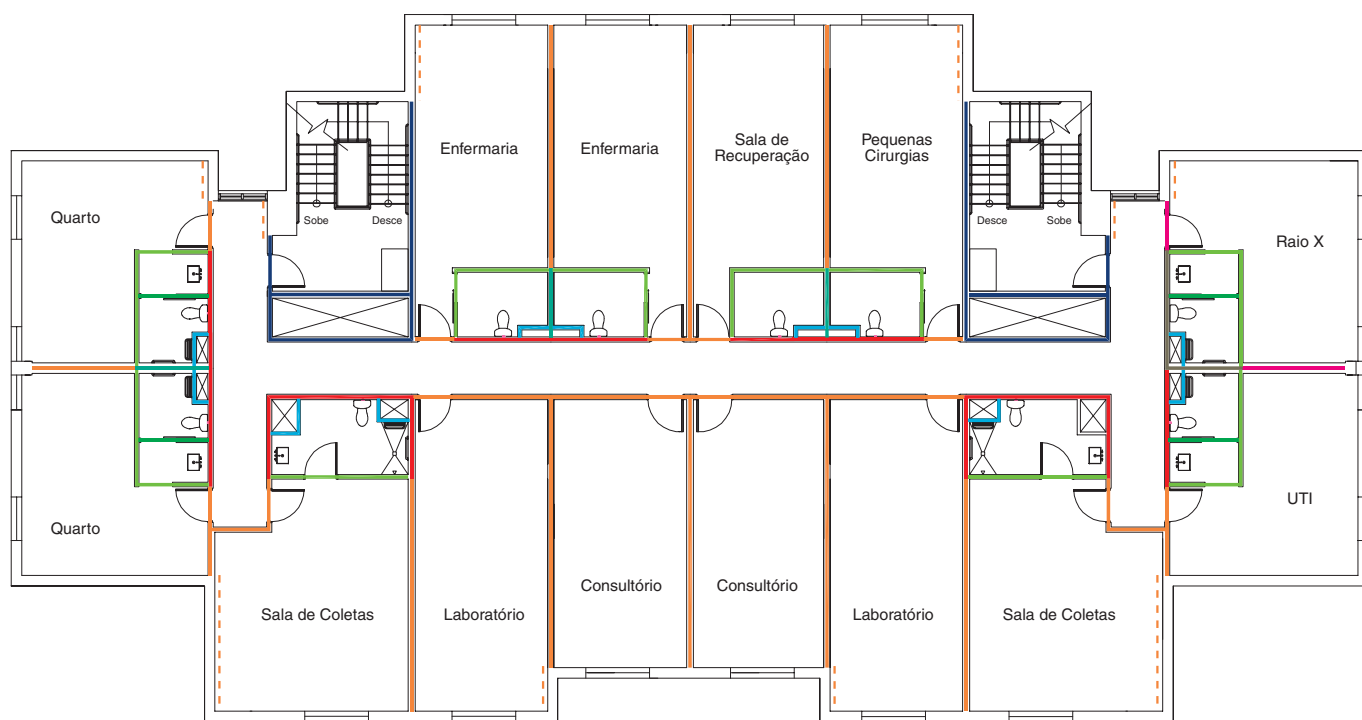 Enfermaria
Enfermaria
Sala de
Recuperação
Pequenas
Cirurgias
Quarto
Sobe
Desce
Desce
Sobe
Raio X
Quarto
UTI
Sala de Coletas
Laboratório
Consultório
Consultório
Laboratório
Sala de Coletas